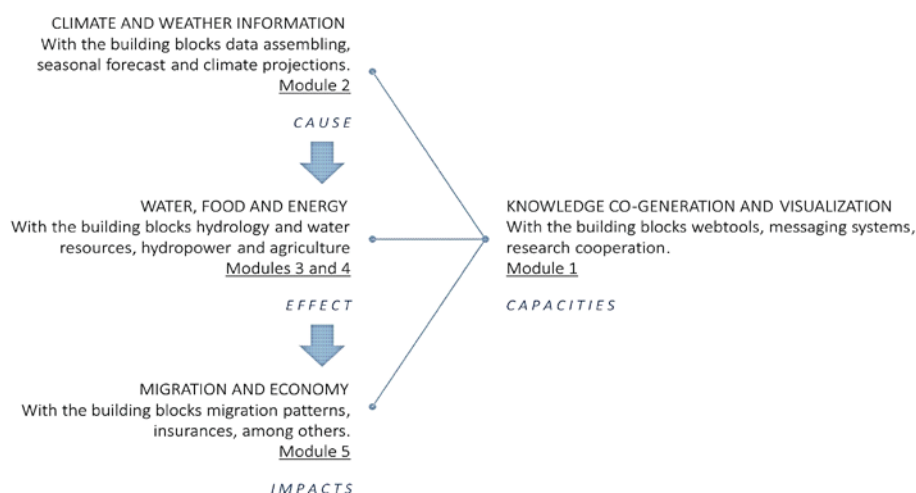 CLIMATE AND WEATHER INFORMATION
With the building blocks data assembling,
seasonal forecast and climate projections.
Module 2
CAUSE
WATER, FOOD AND ENERGY
With the building blocks hydrology and water
resources, hydropower and agriculture
Modules 3 and 4
EFFECT
MIGRATION AND ECONOMY
With the building blocks migration patterns,
insurances, among others.
Module 5
IMPACTS
KNOWLEDGE CO-GENERATION AND VISUALIZATION
With the building blocks webtools, messaging systems,
research cooperation.
Module 1
CAPACITIES